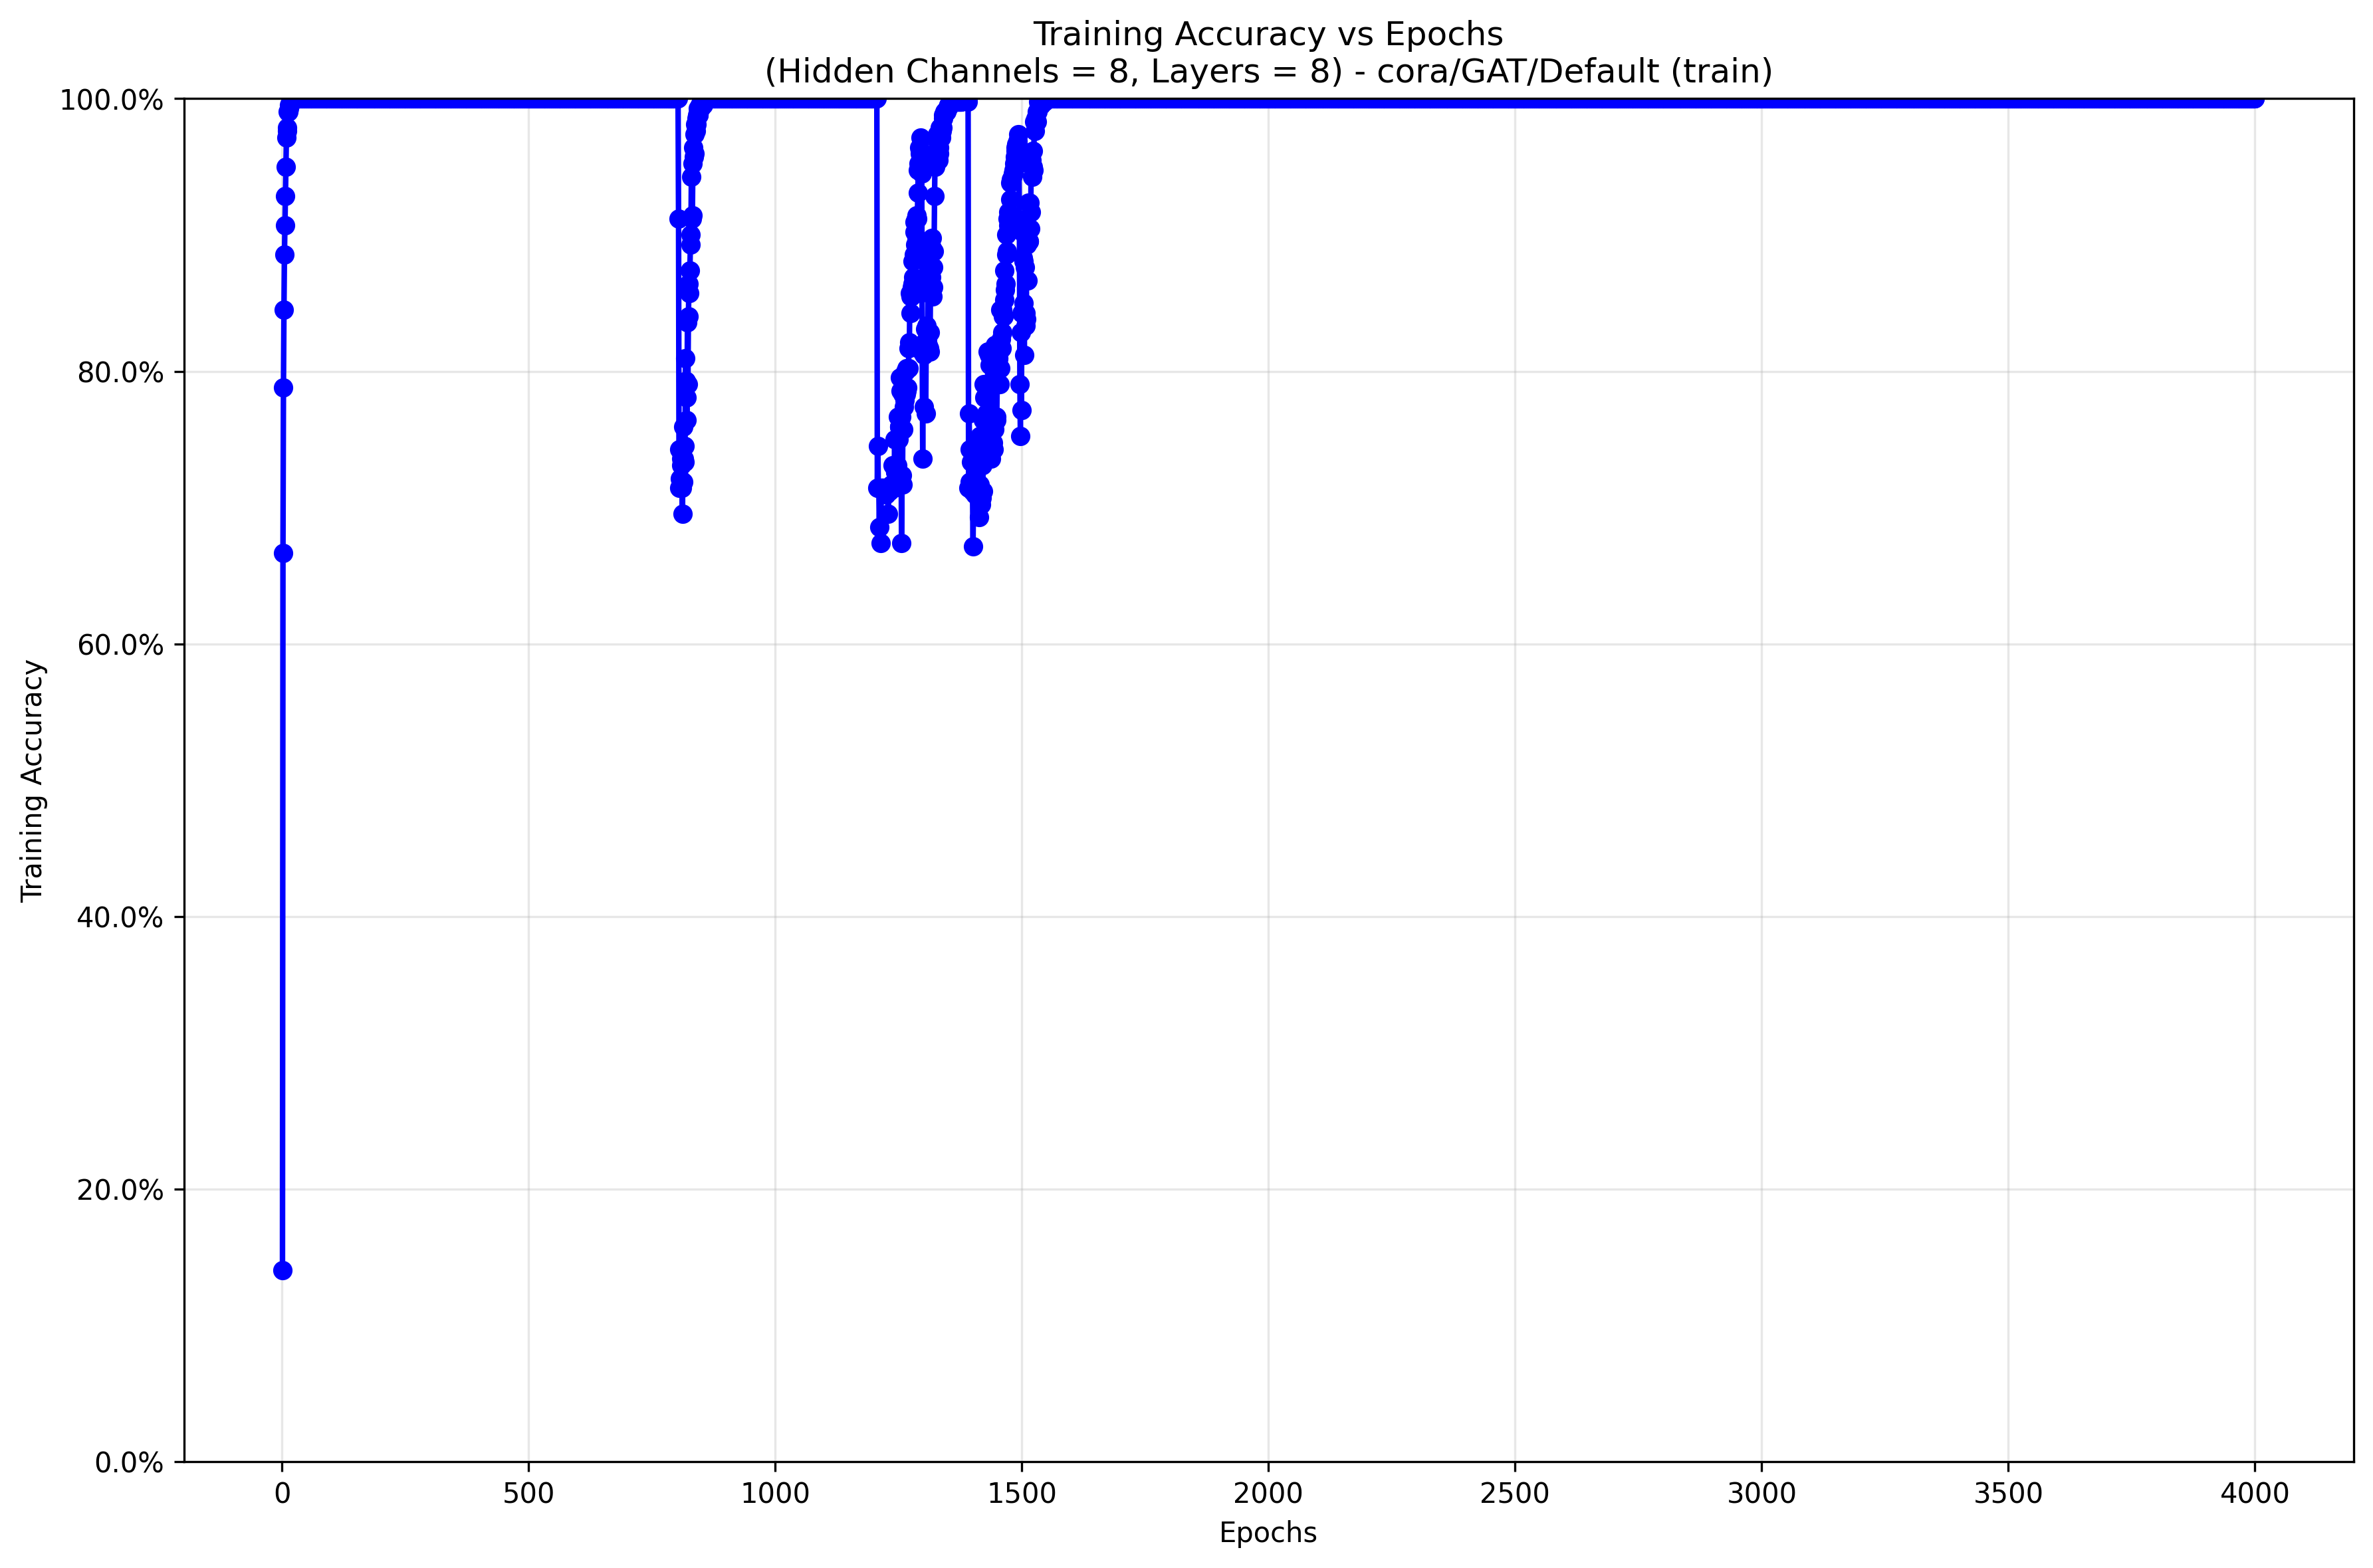 Training Accuracy vs Epochs
(Hidden Channels = 8, Layers = 8) - cora/GAT/Default (train)
100.0%
80.0%
60.0%
40.0%
20.0%
0.0%
Training Accuracy
0 500 1000 1500 2000 2500 3000 3500 4000
Epochs